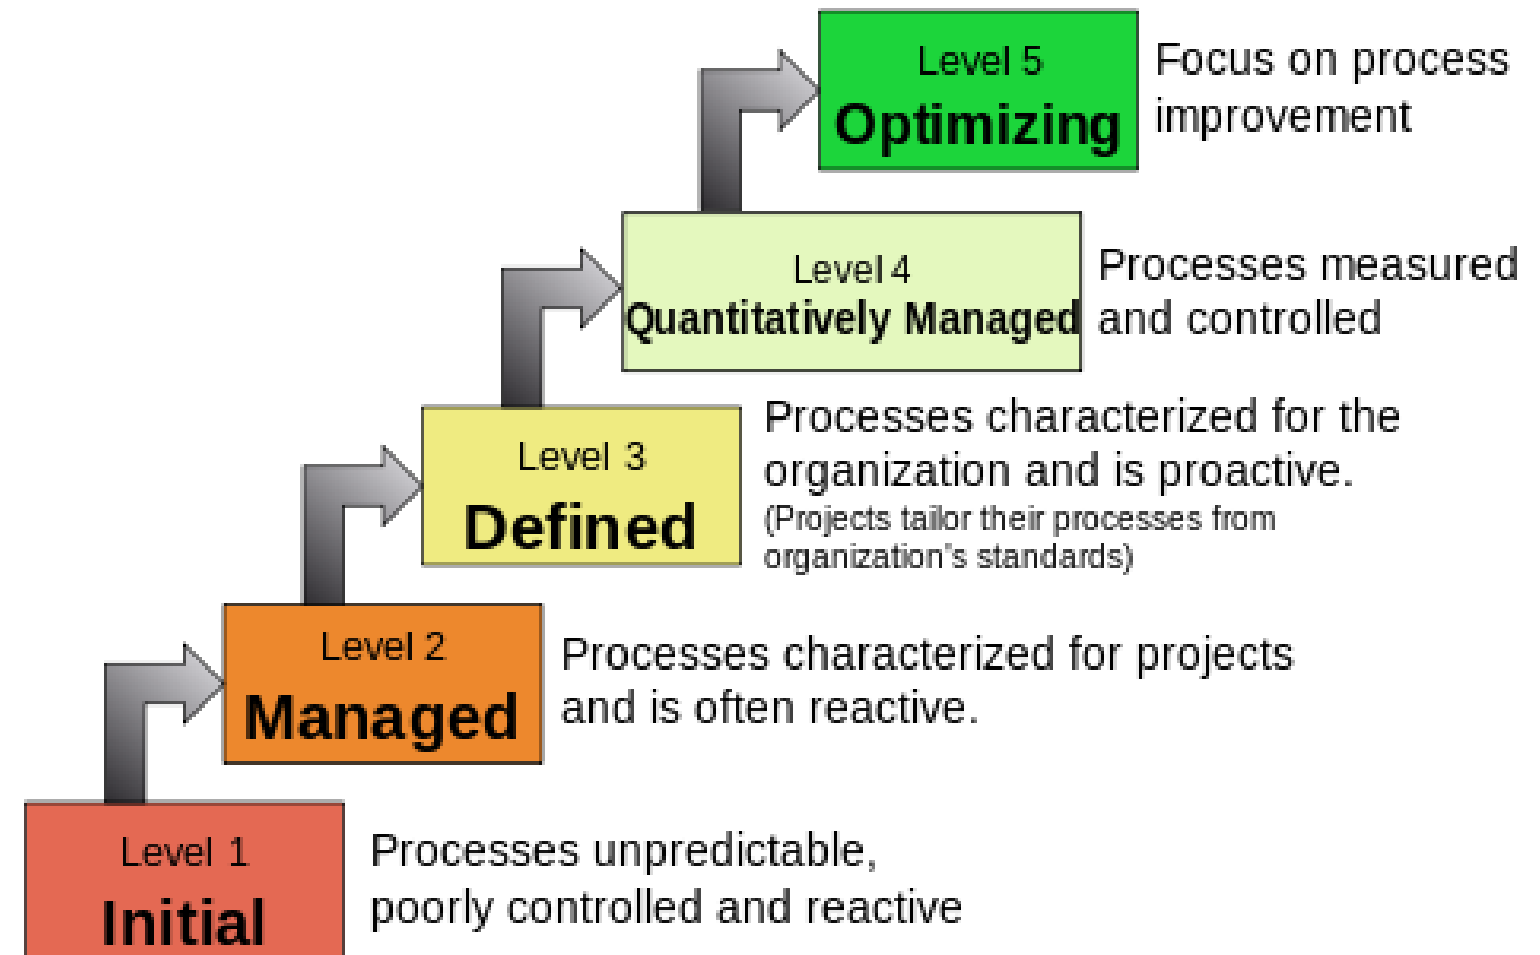 Level 5
Optimizing
Focus on process
improvement
Level 4
Quantitatively Managed
Processes measured
and controlled
Level 3
Defined
Processes characterized for the
organization and is proactive.
(Projects tailor their processes from
organization's standards)
Level 2
Managed
Processes characterized for projects
and is often reactive.
Level 1
Initial
Processes unpredictable,
poorly controlled and reactive